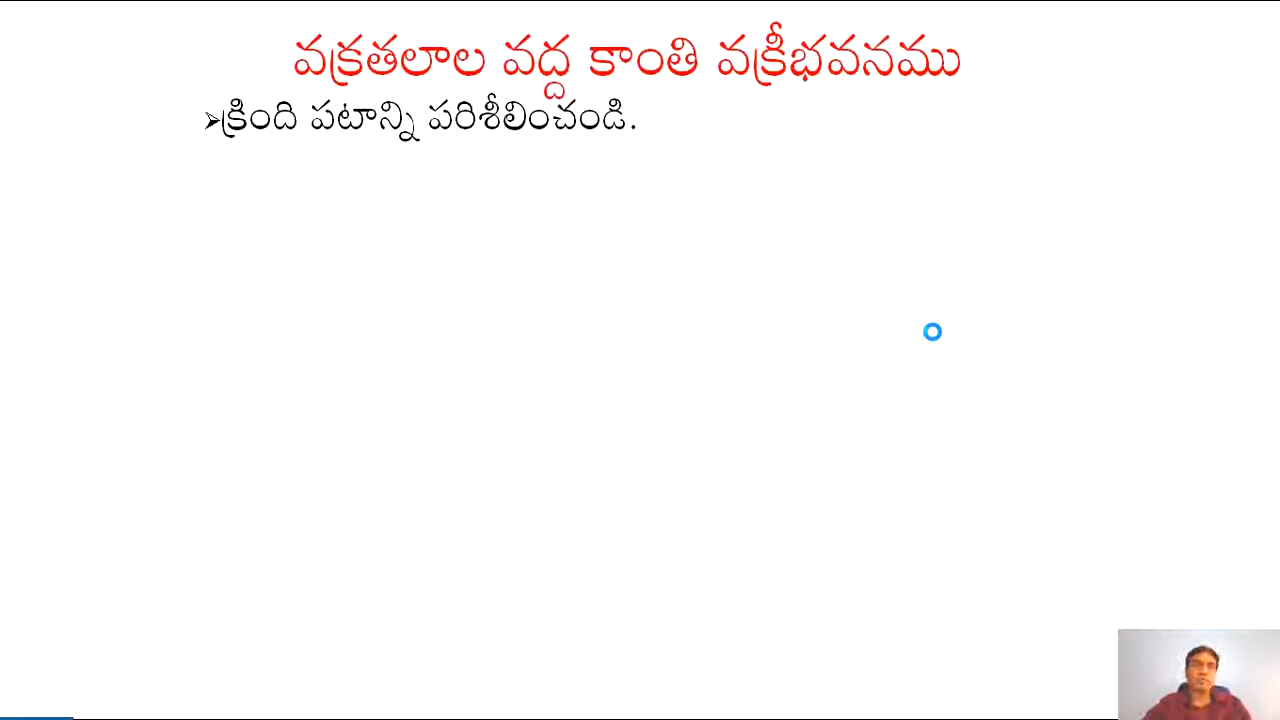 వక్రతలాల వద్ద కాంతి వక్రీభవనము
➢క్రింది పటాన్ని పరిశీలించండి.